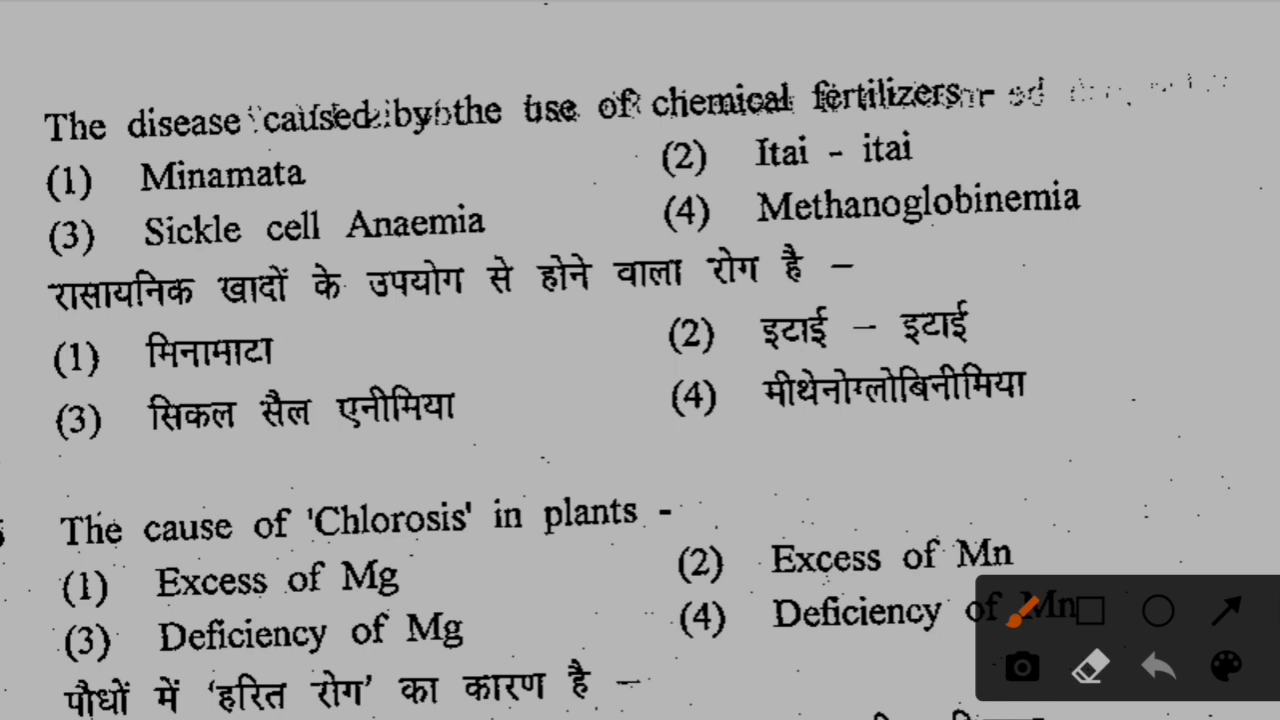 The disease caused by the use of chemical fertilizers -
(1) Minamata (2) Itai - itai
(3) Sickle cell Anaemia (4) Methanoglobinemia
रासायनिक खादों के उपयोग से होने वाला रोग है –
(1) मिनामाटा (2) इटाई – इटाई
(3) सिकल सैल एनीमिया (4) मीथेनोग्लोबिनीमिया
The cause of 'Chlorosis' in plants -
(1) Excess of Mg (2) Excess of Mn
(3) Deficiency of Mg (4) Deficiency of Mn
पौधों में ‘हरित रोग’ का कारण है –